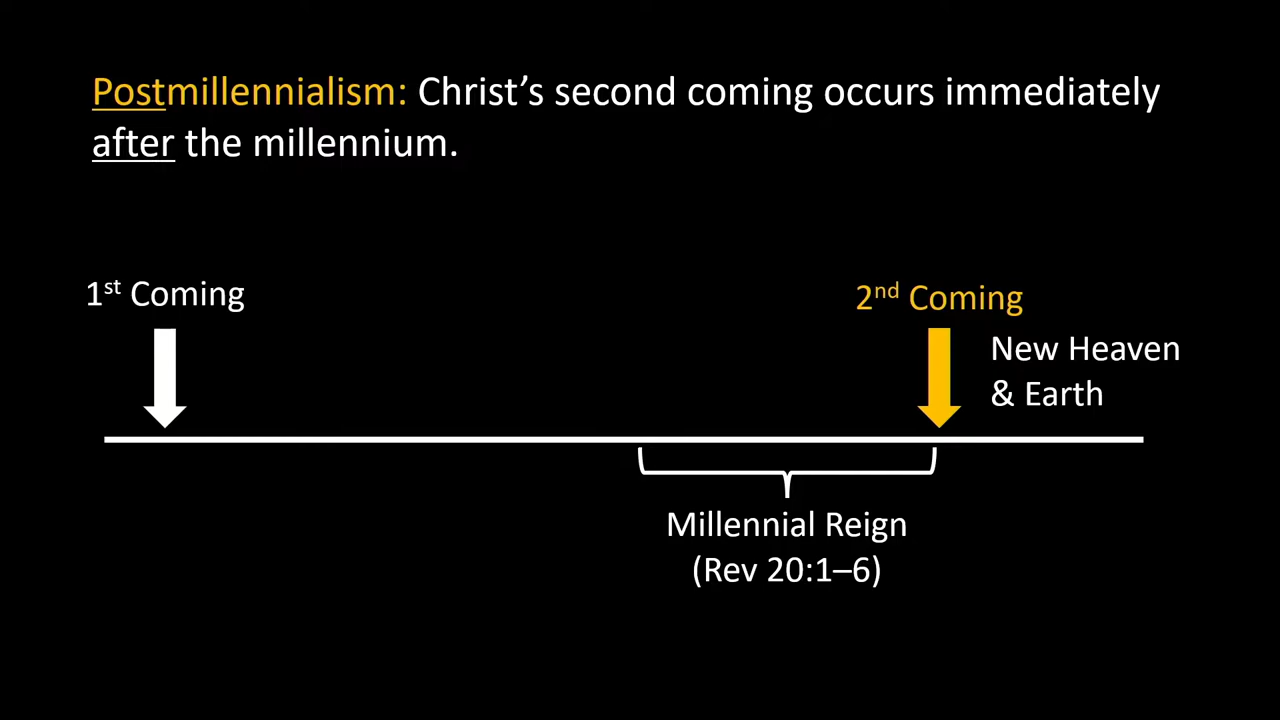 Postmillennialism: Christ’s second coming occurs immediately
after the millennium.
1st Coming
2nd Coming
New Heaven
& Earth
Millennial Reign
(Rev 20:1–6)